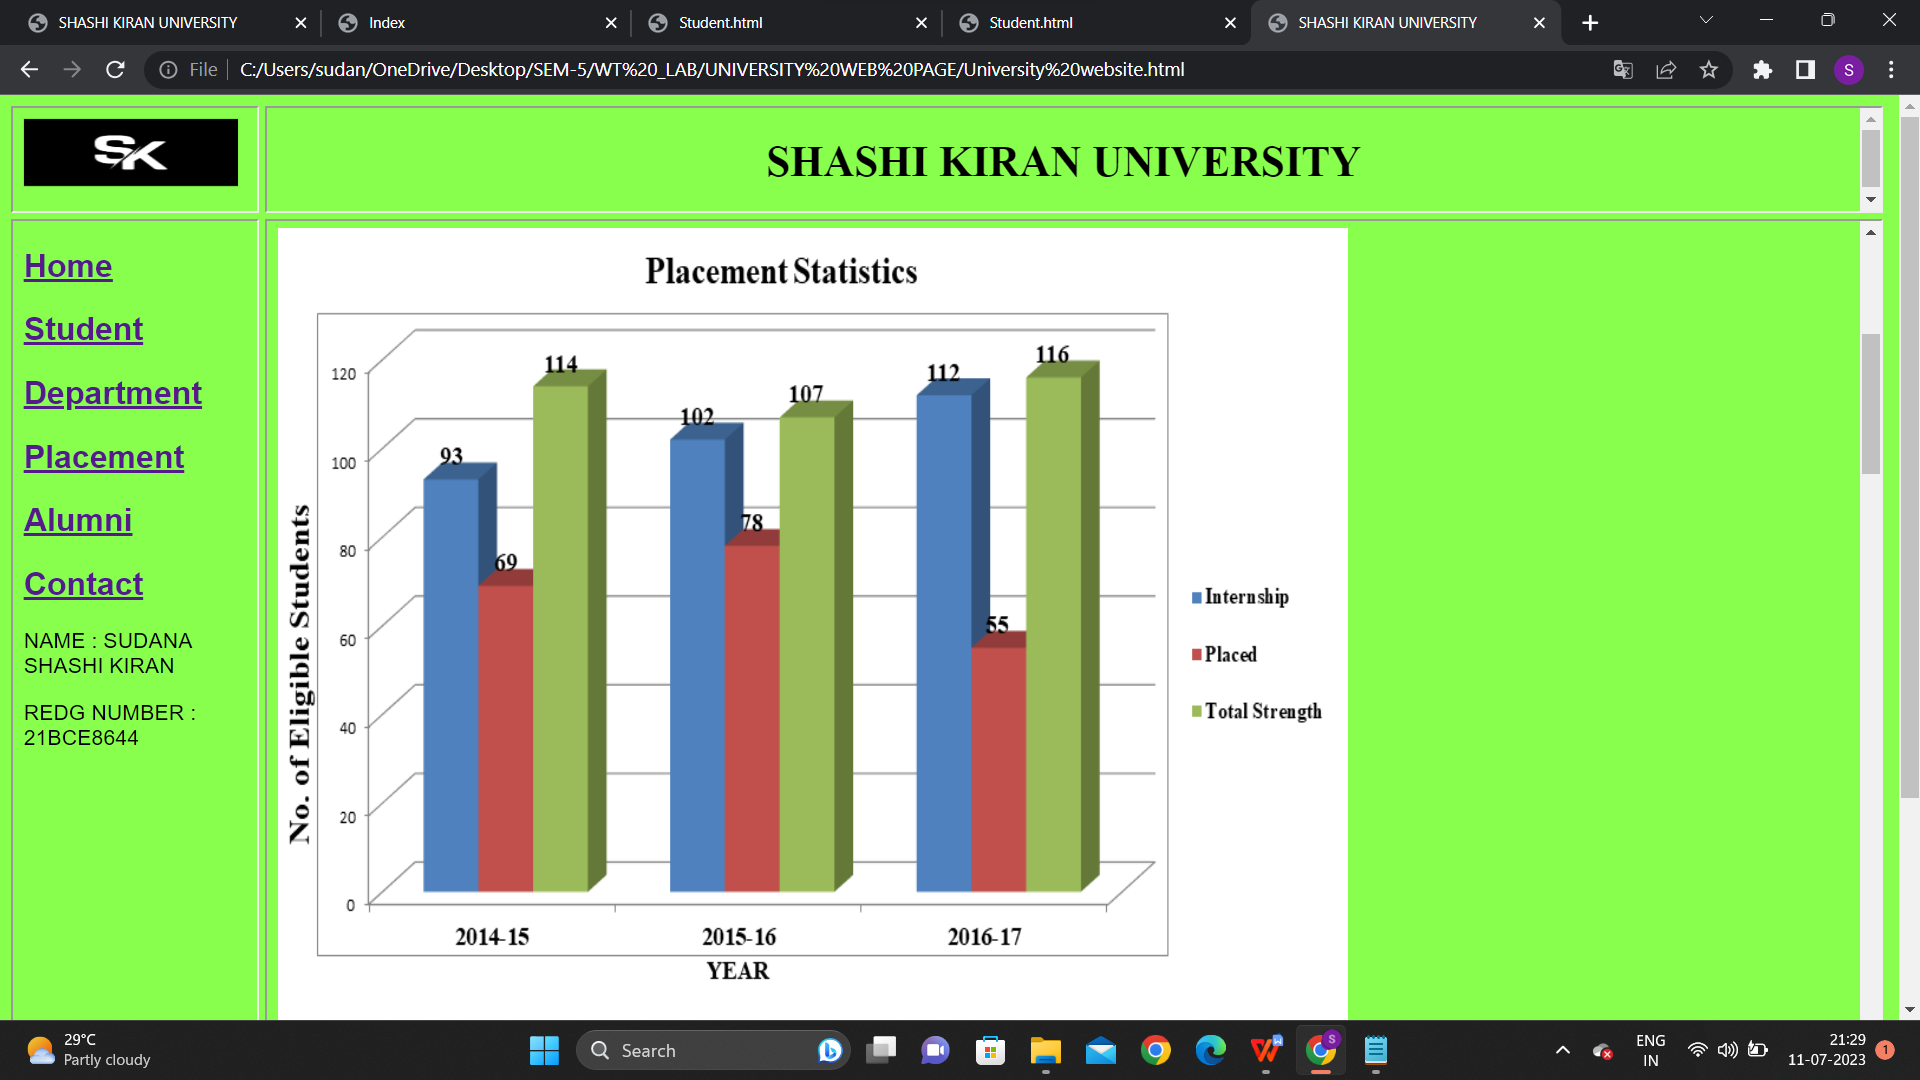 SHASHI KIRAN UNIVERSITY
Index
Student.html
Student.html
SHASHI KIRAN UNIVERSITY
File
C:/Users/sudan/OneDrive/Desktop/SEM-5/WT%20_LAB/UNIVERSITY%20WEB%20PAGE/University%20website.html
S
SK
SHASHI KIRAN UNIVERSITY
Home
Student
Department
Placement
Alumni
Contact
NAME : SUDANA
SHASHI KIRAN
REDG NUMBER :
21BCE8644
Placement Statistics
No. of Eligible Students
120
100
80
60
40
20
0
93
69
114
102
78
107
112
55
116
2014-15
2015-16
2016-17
YEAR
Internship
Placed
Total Strength
29°C
Partly cloudy
Search
S
ENG
IN
21:29
11-07-2023
1